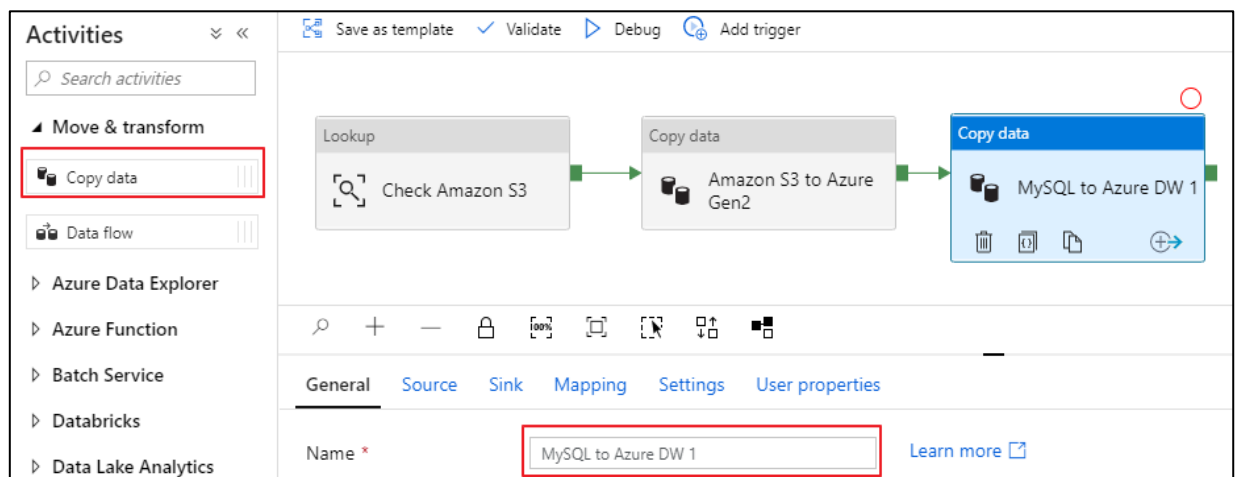 Activities
Search activities
Move & transform
Copy data
Data flow
Azure Data Explorer
Azure Function
Batch Service
Databricks
Data Lake Analytics
Save as template Validate Debug Add trigger
Lookup
Check Amazon S3
Copy data
Amazon S3 to Azure
Gen2
Copy data
MySQL to Azure DW 1
100%
General Source Sink Mapping Settings User properties
Name *
MySQL to Azure DW 1
Learn more